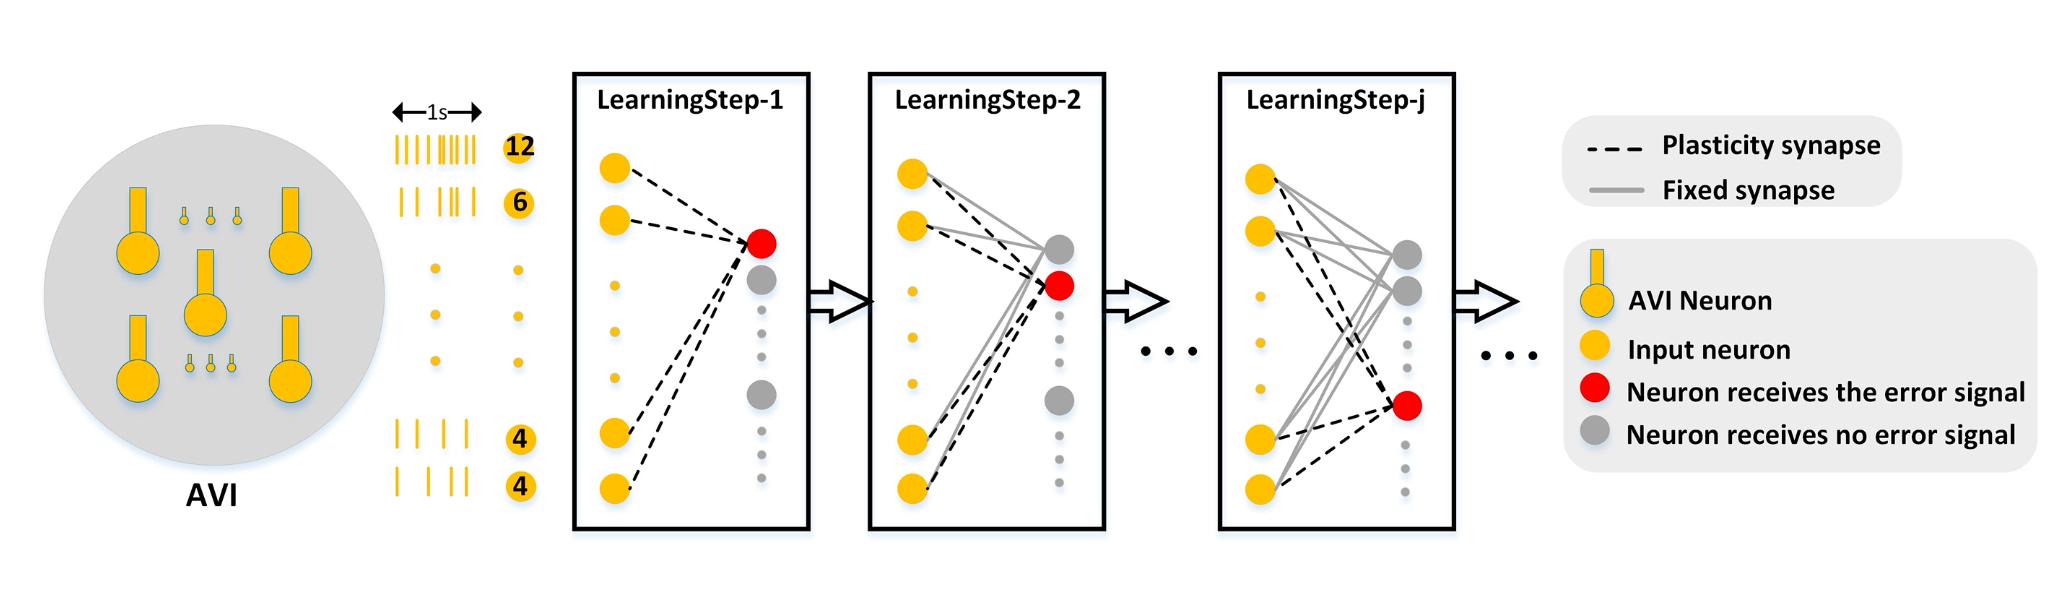 1s
12
6
4
4
AVI
LearningStep-1
LearningStep-2
LearningStep-j
Plasticity synapse
Fixed synapse
AVI Neuron
Input neuron
Neuron receives the error signal
Neuron receives no error signal